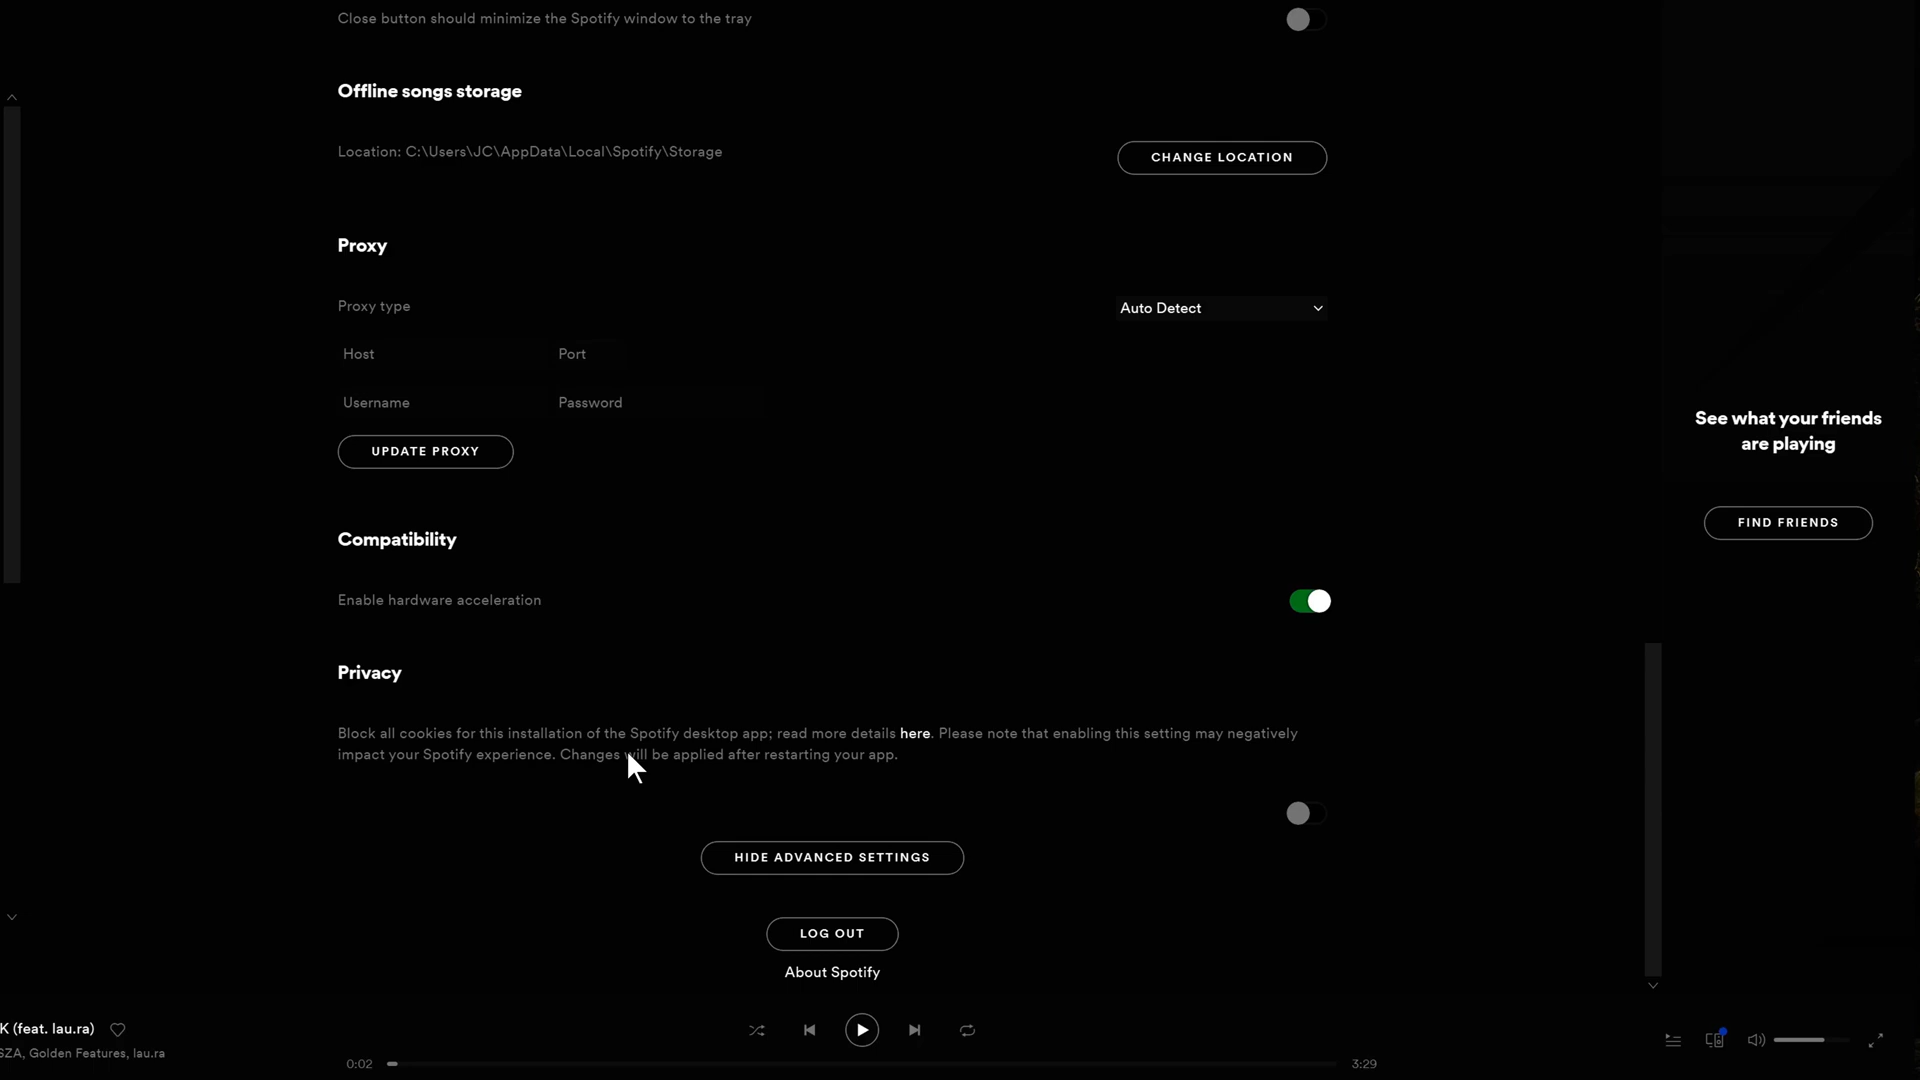 Close button should minimize the Spotify window to the tray
Offline songs storage
Location: C:\Users\JC\AppData\Local\Spotify\Storage
CHANGE LOCATION
Proxy
Proxy type
Auto Detect
Host
Port
Username
Password
UPDATE PROXY
Compatibility
Enable hardware acceleration
Privacy
Block all cookies for this installation of the Spotify desktop app; read more details here. Please note that enabling this setting may negatively
impact your Spotify experience. Changes will be applied after restarting your app.
HIDE ADVANCED SETTINGS
LOG OUT
About Spotify
See what your friends
are playing
FIND FRIENDS
K (feat. lau.ra)
SZA, Golden Features, lau.ra
0:02
3:29